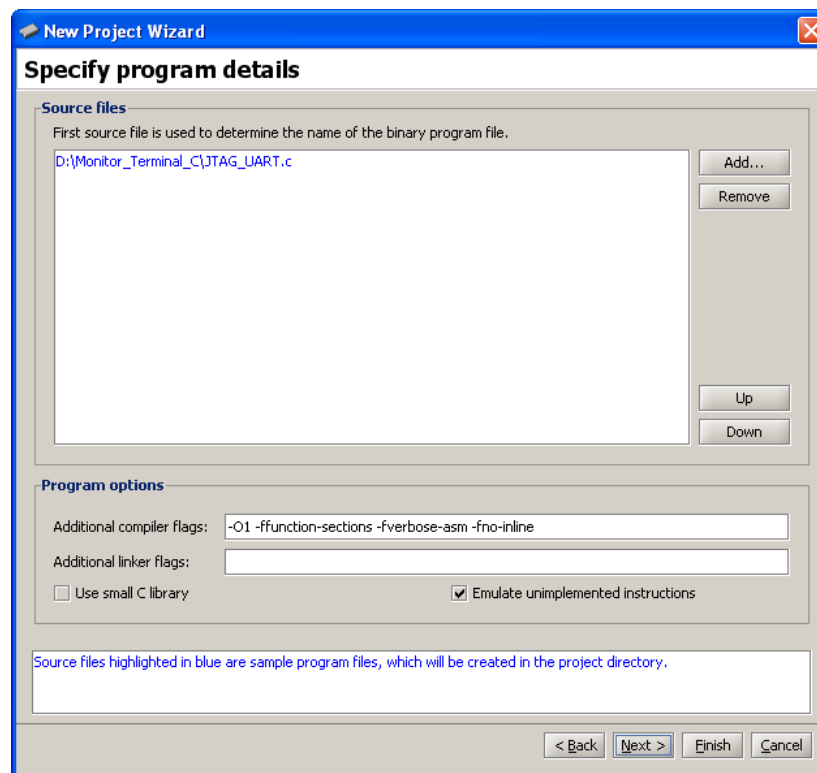 New Project Wizard
Specify program details
Source files
First source file is used to determine the name of the binary program file.
D:\Monitor_Terminal_C\JTAG_UART.c
Add...
Remove
Up
Down
Program options
Additional compiler flags: -O1 -ffunction-sections -fverbose-asm -fno-inline
Additional linker flags:
Use small C library Emulate unimplemented instructions
Source files highlighted in blue are sample program files, which will be created in the project directory.
< Back Next > Finish Cancel